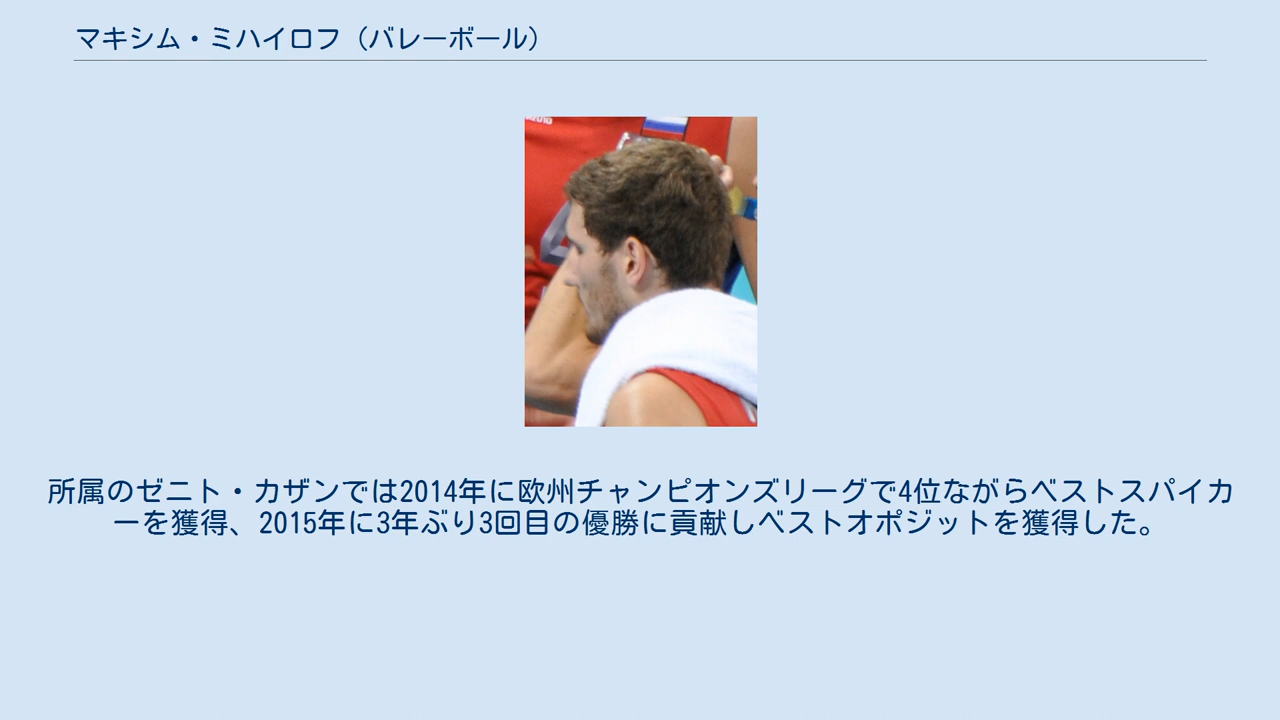 マキシム・ミハイロフ（バレーボール）
所属のゼニト・カザンでは2014年に欧州チャンピオンズリーグで4位ながらベストスパイカ
ーを獲得、2015年に3年ぶり3回目の優勝に貢献しベストオポジットを獲得した。